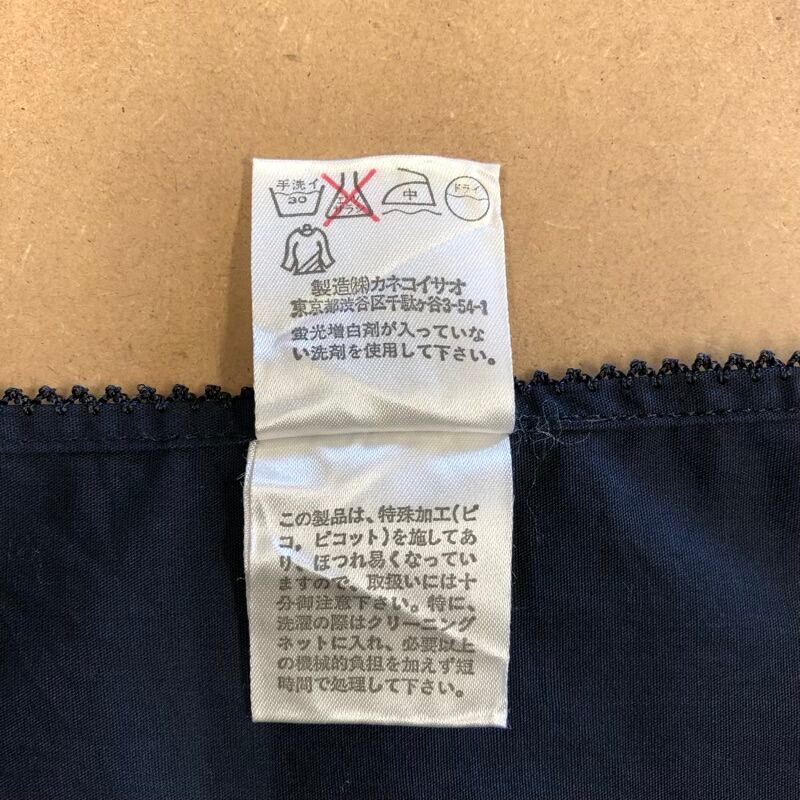 手洗イ
30
エンソ
サラシ
中
ドライ
製造㈱カネコイサオ
東京都渋谷区千駄ヶ谷3-54-1
蛍光増白剤が入っていな
い洗剤を使用して下さい。
この製品は、特殊加工(ピ
コ，ピコット)を施してあ
り、ほつれ易くなってい
ますので、取扱いには十
分御注意下さい。特に、
洗濯の際はクリーニング
ネットに入れ、必要以上
の機械的負担を加えず短
時間で処理して下さい。